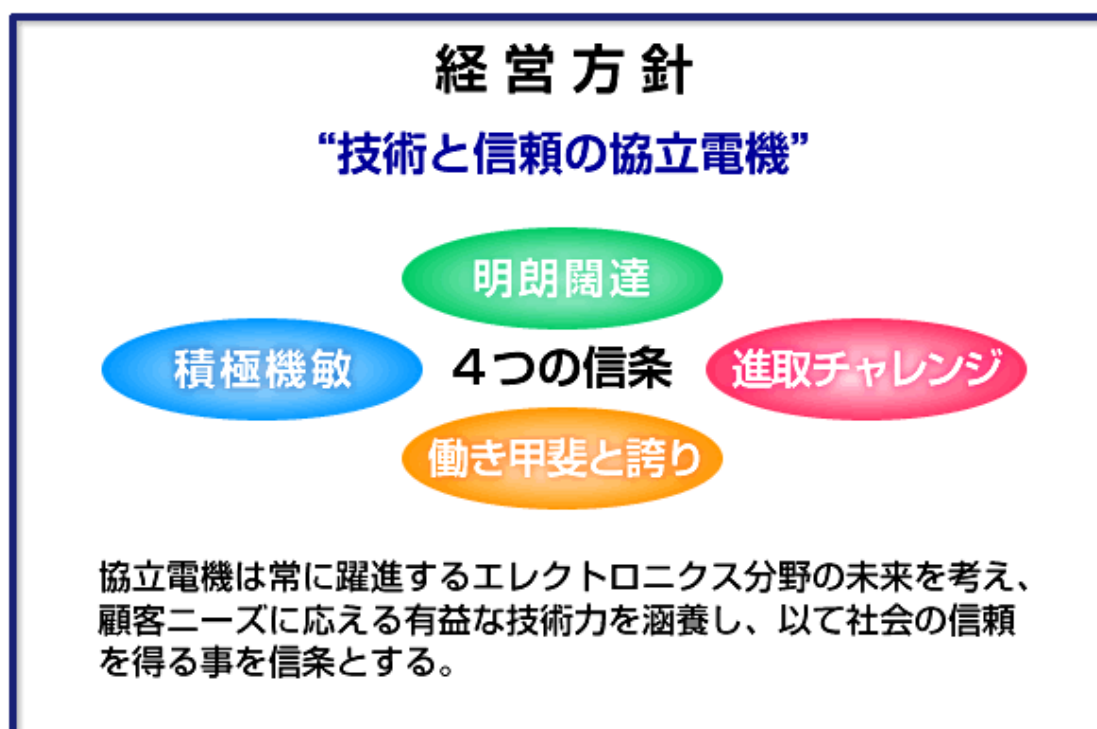 経営方針
“技術と信頼の協立電機”
明朗闊達
積極機敏
４つの信条
進取チャレンジ
働き甲斐と誇り
協立電機は常に躍進するエレクトロニクス分野の未来を考え、
顧客ニーズに応える有益な技術力を涵養し、以て社会の信頼
を得る事を信条とする。